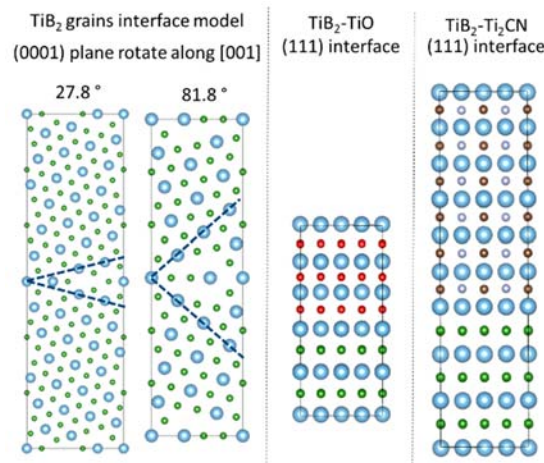 TiB₂ grains interface model
(0001) plane rotate along [001]
27.8 °
81.8 °
TiB₂-TiO
(111) interface
TiB₂-Ti₂CN
(111) interface